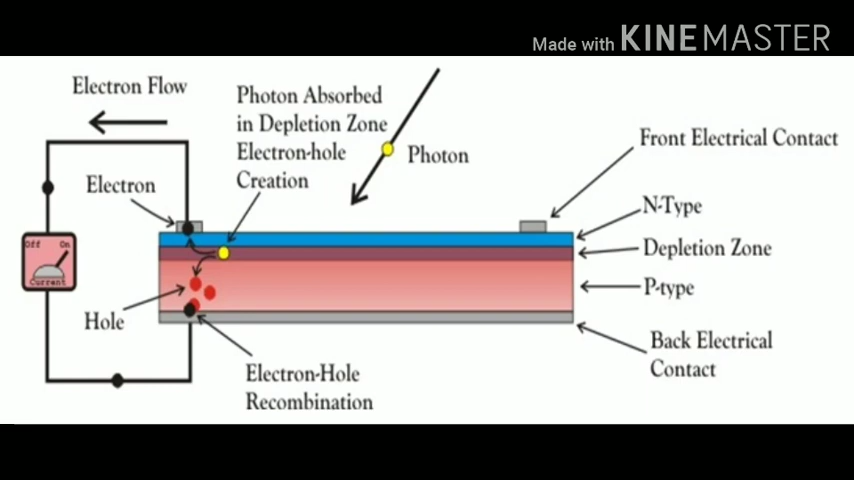 Made with KINEMASTER
Electron Flow
Photon Absorbed
in Depletion Zone
Electron-hole
Creation
Photon
Front Electrical Contact
Electron
N-Type
Depletion Zone
P-type
Off On
Current
Hole
Back Electrical
Contact
Electron-Hole
Recombination